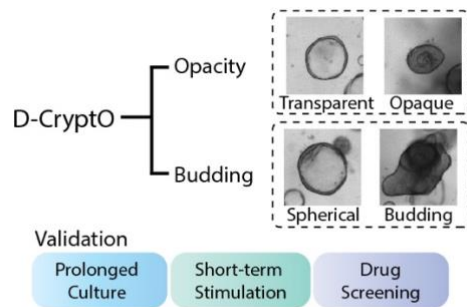 Opacity
Transparent Opaque
D-CryptO
Budding
Spherical Budding
Validation
Prolonged
Culture
Short-term
Stimulation
Drug
Screening